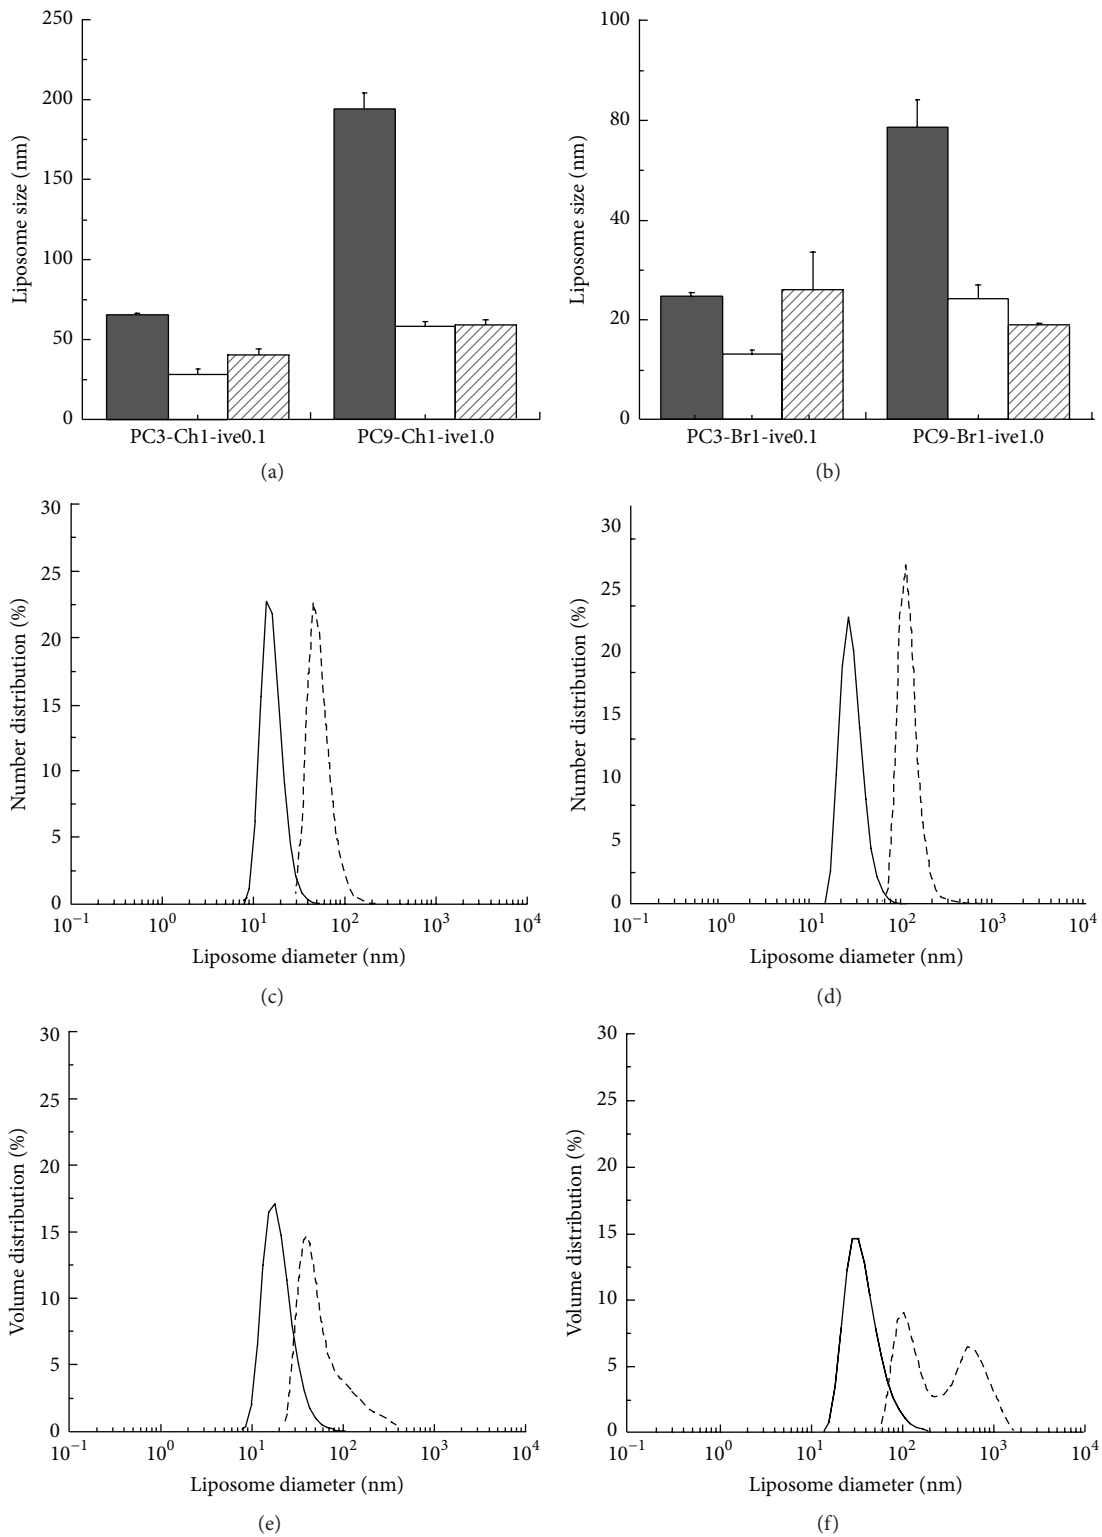 250
200
150
100
50
0
Liposome size (nm)
PC3-Ch1-ive0.1
PC9-Ch1-ive1.0
(a)
100
80
40
20
0
Liposome size (nm)
PC3-Br1-ive0.1
PC9-Br1-ive1.0
(b)
30
25
20
15
10
5
0
Number distribution (%)
10⁻¹ 10⁰ 10¹ 10² 10³ 10⁴
Liposome diameter (nm)
(c)
30
25
20
15
10
5
0
Number distribution (%)
10⁻¹ 10⁰ 10¹ 10² 10³ 10⁴
Liposome diameter (nm)
(d)
30
25
20
15
10
5
0
Volume distribution (%)
10⁻¹ 10⁰ 10¹ 10² 10³ 10⁴
Liposome diameter (nm)
(e)
30
25
20
15
10
5
0
Volume distribution (%)
10⁻¹ 10⁰ 10¹ 10² 10³ 10⁴
Liposome diameter (nm)
(f)